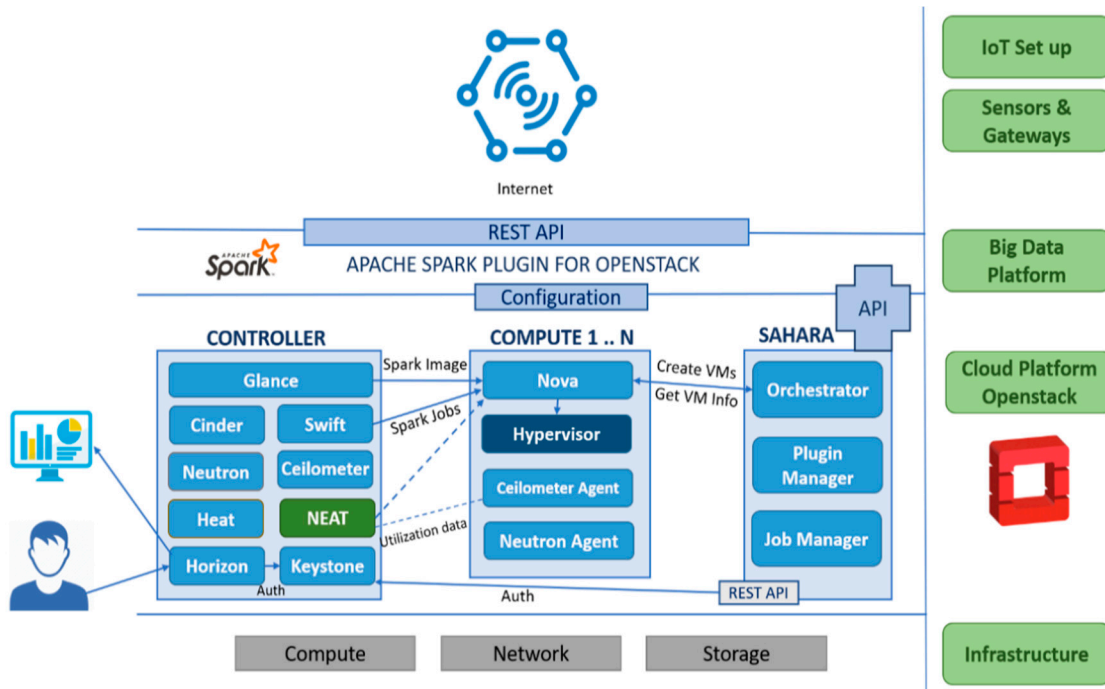 IoT Set up
Sensors &
Gateways
Internet
REST API
APACHE
Spark
APACHE SPARK PLUGIN FOR OPENSTACK
Big Data
Platform
Configuration
API
CONTROLLER
COMPUTE 1 .. N
SAHARA
Glance
Spark Image
Nova
Create VMs
Get VM Info
Orchestrator
Cloud Platform
Openstack
Cinder
Swift
Spark Jobs
Hypervisor
Neutron
Ceilometer
Plugin
Manager
Ceilometer Agent
Heat
NEAT
Utilization data
Neutron Agent
Job Manager
Horizon
Keystone
Auth
Auth
REST API
Compute
Network
Storage
Infrastructure